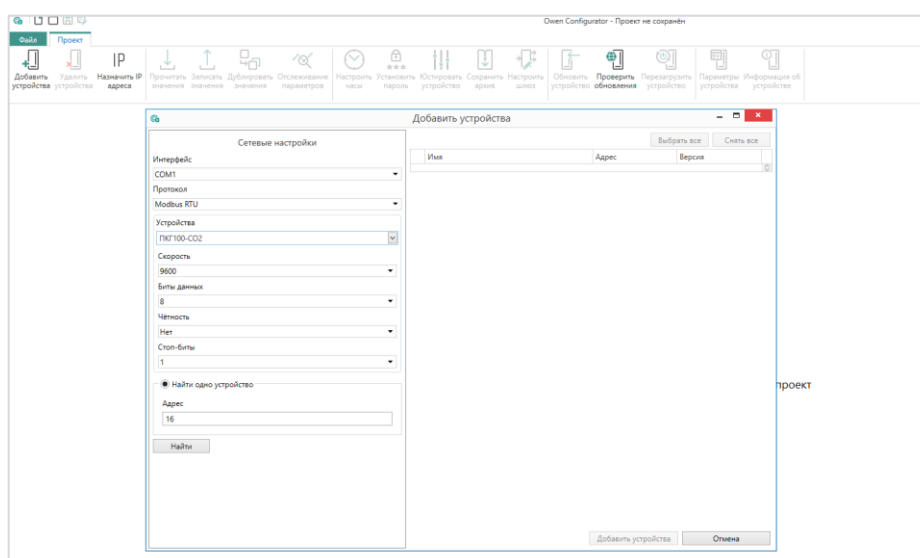 Owen Configurator - Проект не сохранён
Файл Проект
IP
Добавить устройства
Удалить устройства
Назначить IP адреса
Прочитать значения
Записать значения
Дублировать значения
Отслеживание параметров
Настроить часы
Установить пароль
Юстировать устройство
Сохранить архив
Настроить шлюз
Обновить устройство
Проверить обновления
Перезагрузить устройство
Параметры устройства
Информация об устройстве
Добавить устройства
Сетевые настройки
Выбрать все Снять все
Имя Адрес Версия
Интерфейс
COM1
Протокол
Modbus RTU
Устройства
ПКГ100-CO2
Скорость
9600
Биты данных
8
Чётность
Нет
Стоп-биты
1
Найти одно устройство
Адрес
16
Найти
проект
Добавить устройства Отмена